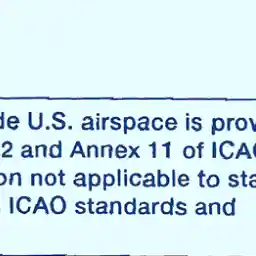 de U.S. airspace is prov
2 and Annex 11 of ICAO
on not applicable to sta
ICAO standards and